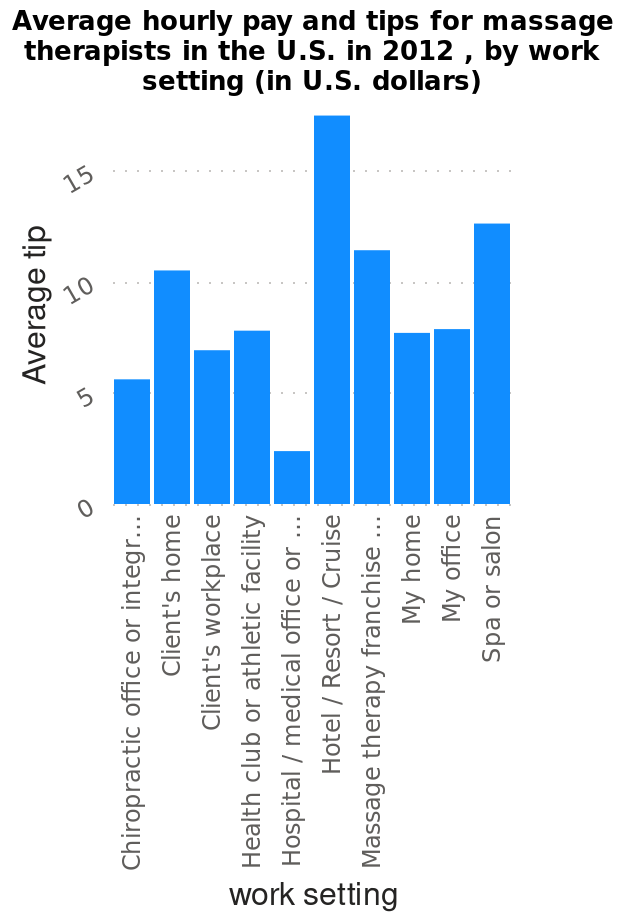 Average hourly pay and tips for massage
therapists in the U.S. in 2012 , by work
setting (in U.S. dollars)
Average tip
15
10
5
0
Chiropractic office or integr...
Client's home
Client's workplace
Health club or athletic facility
Hospital / medical office or ...
Hotel / Resort / Cruise
Massage therapy franchise ...
My home
My office
Spa or salon
work setting